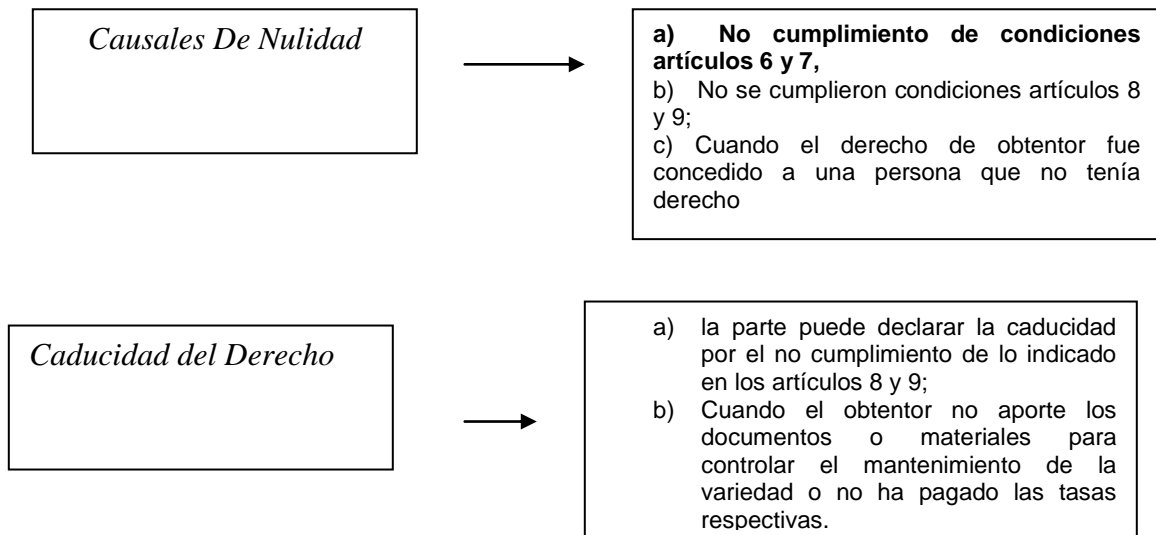 Causales De Nulidad
a) No cumplimiento de condiciones
artículos 6 y 7,
b) No se cumplieron condiciones artículos 8
y 9;
c) Cuando el derecho de obtentor fue
concedido a una persona que no tenía
derecho
Caducidad del Derecho
a) la parte puede declarar la caducidad
por el no cumplimiento de lo indicado
en los artículos 8 y 9;
b) Cuando el obtentor no aporte los
documentos o materiales para
controlar el mantenimiento de la
variedad o no ha pagado las tasas
respectivas.